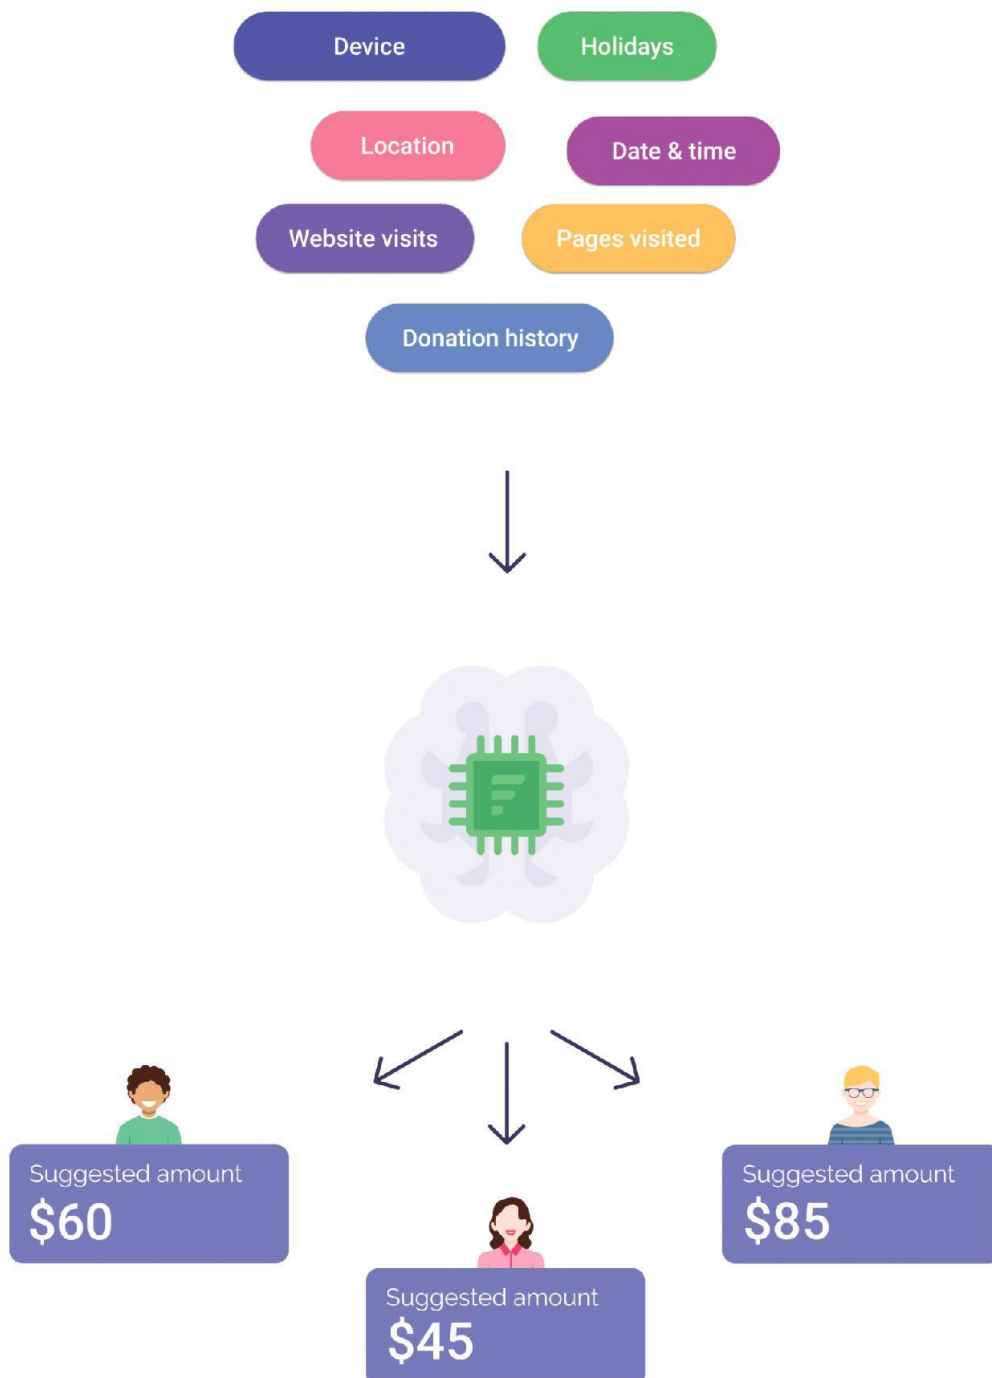 Device
Holidays
Location
Date & time
Website visits
Pages visited
Donation history
Suggested amount
$60
Suggested amount
$85
Suggested amount
$45